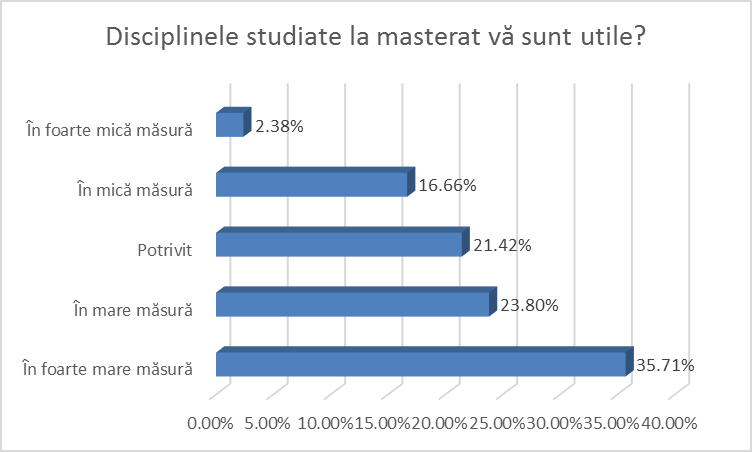 Disciplinele studiate la masterat vă sunt utile?
În foarte mică măsură 2.38%
În mică măsură 16.66%
Potrivit 21.42%
În mare măsură 23.80%
În foarte mare măsură 35.71%
0.00% 5.00% 10.00% 15.00% 20.00% 25.00% 30.00% 35.00% 40.00%